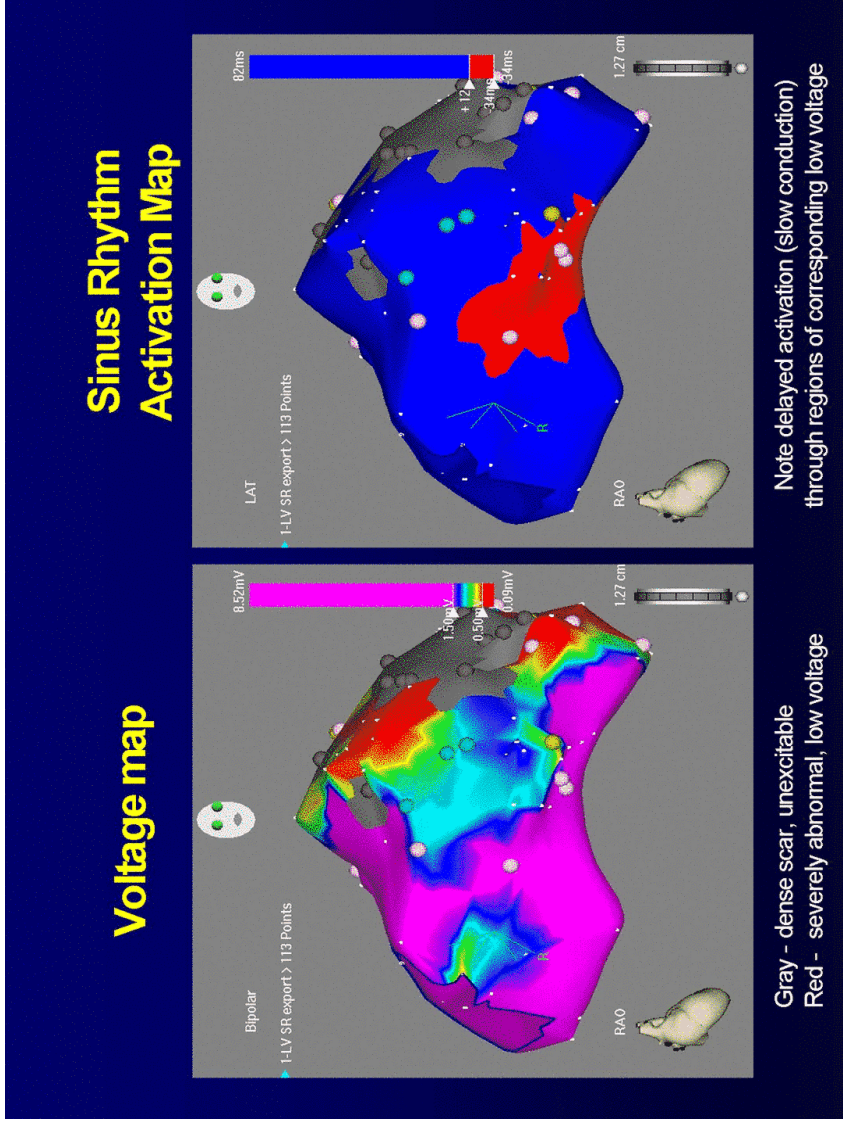 Voltage map
Bipolar
1-LV SR export > 113 Points
8.52mV
1.50mV
0.50mV
0.09mV
R
RAO
1.27 cm
Gray - dense scar, unexcitable
Red - severely abnormal, low voltage
Sinus Rhythm
Activation Map
LAT
1-LV SR export > 113 Points
82ms
+ 12
-34ms
R
RAO
1.27 cm
Note delayed activation (slow conduction)
through regions of corresponding low voltage